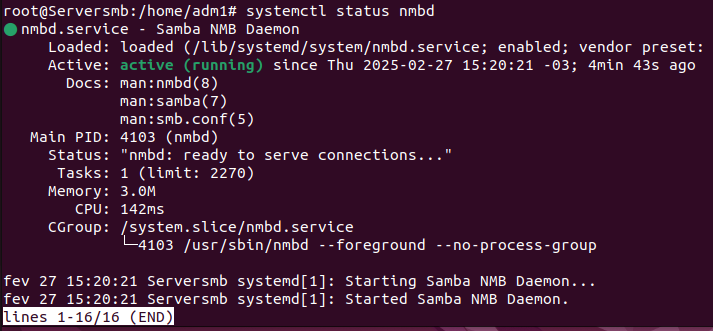 root@Serversmb:/home/adm1# systemctl status nmbd
nmbd.service - Samba NMB Daemon
Loaded: loaded (/lib/systemd/system/nmbd.service; enabled; vendor preset:
Active: active (running) since Thu 2025-02-27 15:20:21 -03; 4min 43s ago
Docs: man:nmbd(8)
man:samba(7)
man:smb.conf(5)
Main PID: 4103 (nmbd)
Status: "nmbd: ready to serve connections..."
Tasks: 1 (limit: 2270)
Memory: 3.0M
CPU: 142ms
CGroup: /system.slice/nmbd.service
└─4103 /usr/sbin/nmbd --foreground --no-process-group
fev 27 15:20:21 Serversmb systemd[1]: Starting Samba NMB Daemon...
fev 27 15:20:21 Serversmb systemd[1]: Started Samba NMB Daemon.
lines 1-16/16 (END)